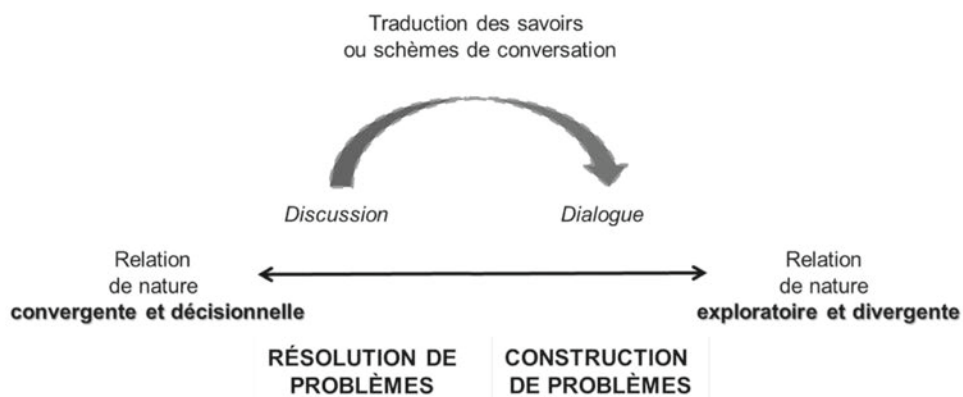 Traduction des savoirs
ou schèmes de conversation
Discussion
Dialogue
Relation
de nature
convergente et décisionnelle
Relation
de nature
exploratoire et divergente
RÉSOLUTION DE
PROBLÈMES
CONSTRUCTION
DE PROBLÈMES